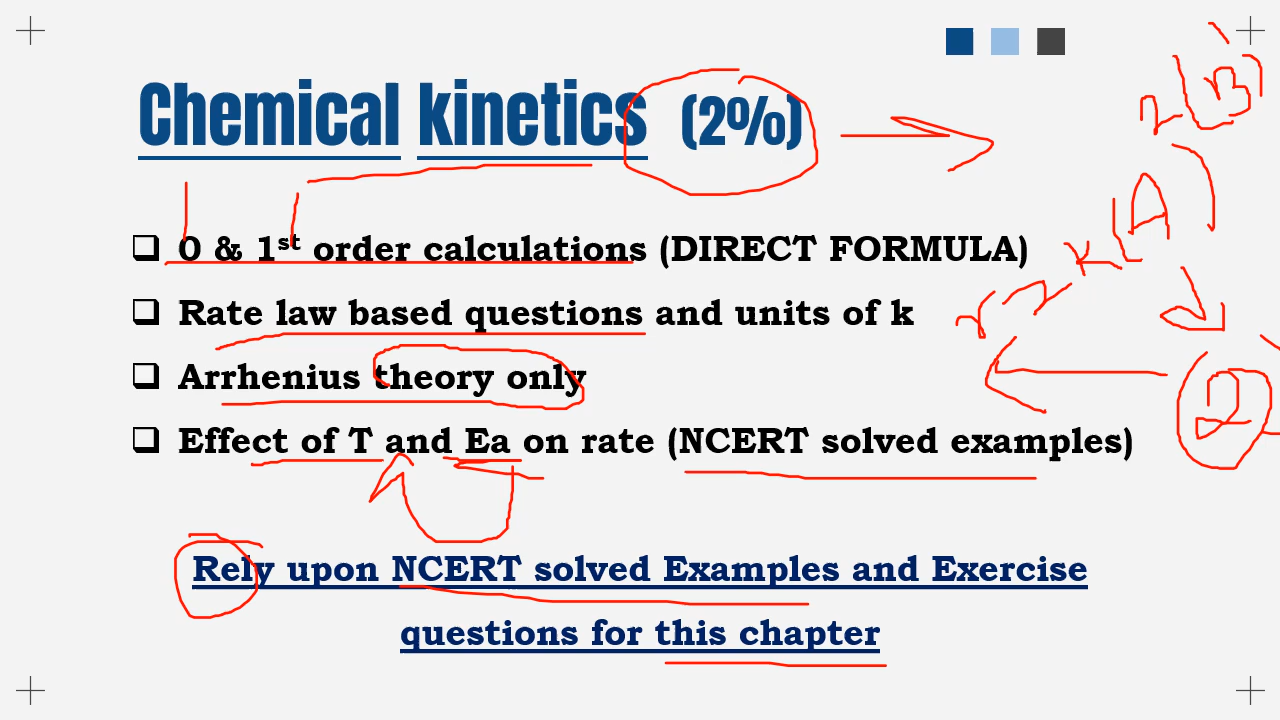 Chemical kinetics (2%)
❑ 0 & 1st order calculations (DIRECT FORMULA)
❑ Rate law based questions and units of k
❑ Arrhenius theory only
❑ Effect of T and Ea on rate (NCERT solved examples)
Rely upon NCERT solved Examples and Exercise
questions for this chapter